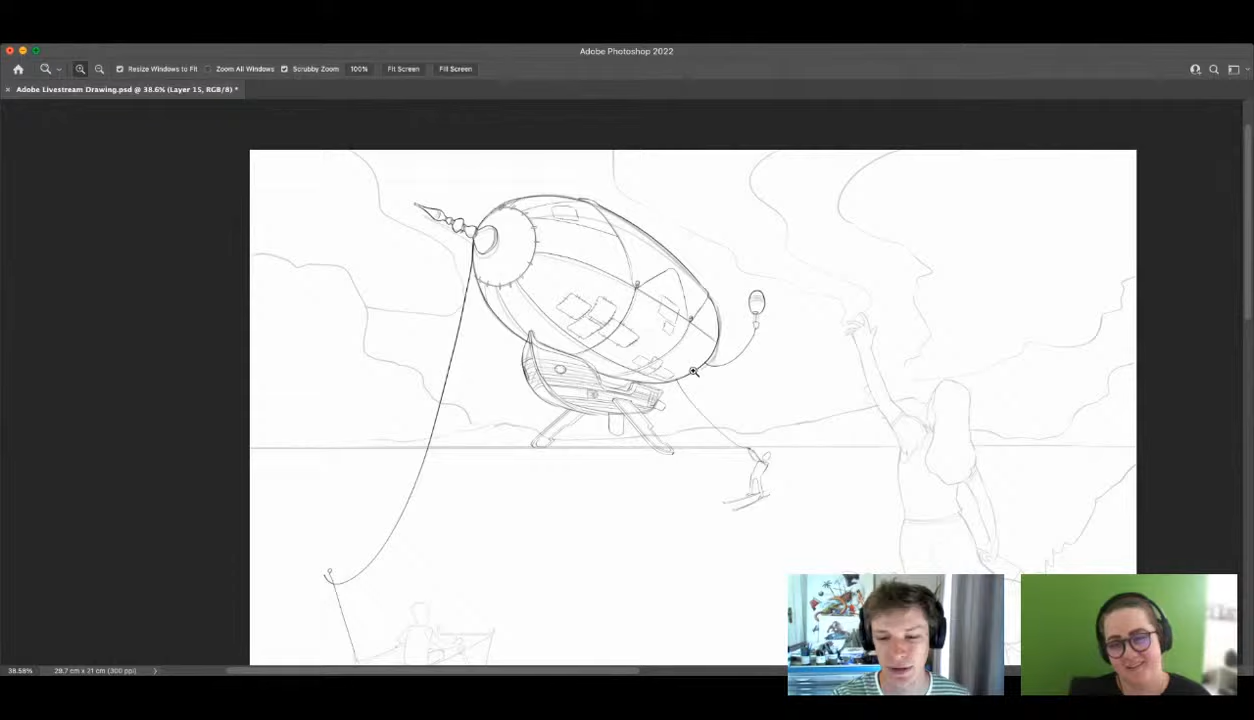 Adobe Photoshop 2022
Resize Windows to Fit Zoom All Windows Scrubby Zoom 100% Fit Screen Fill Screen
Adobe Livestream Drawing.psd @ 38.6% (Layer 15, RGB/8) *
38.58% 29.7 cm x 21 cm (300 ppi)